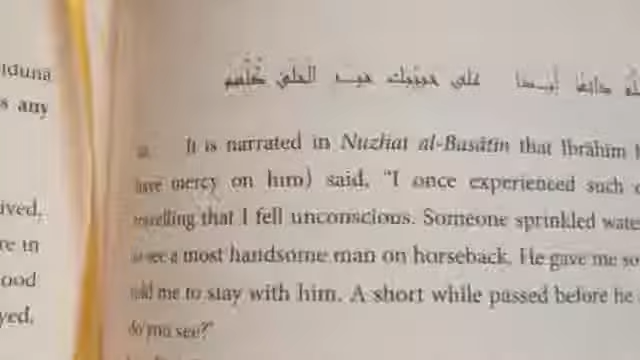 iduna
s any
ived,
re in
ood
yed,
على حبيبك خير الخلق كلهم
It is narrated in Nuzhat al-Basātīn that Ibrāhīm
have mercy on him) said, "I once experienced such
travelling that I fell unconscious. Someone sprinkled wate
to see a most handsome man on horseback. He gave me so
told me to stay with him. A short while passed before he
do you see?"